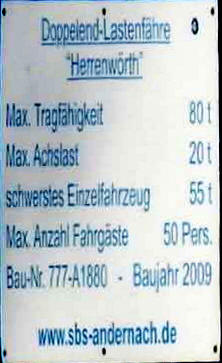 Doppelend-Lastenfähre
"Herrenwörth"
Max. Tragfähigkeit 80 t
Max. Achslast 20 t
schwerstes Einzelfahrzeug 55 t
Max. Anzahl Fahrgäste 50 Pers.
Bau-Nr. 777-A1880 - Baujahr 2009
www.sbs-andernach.de